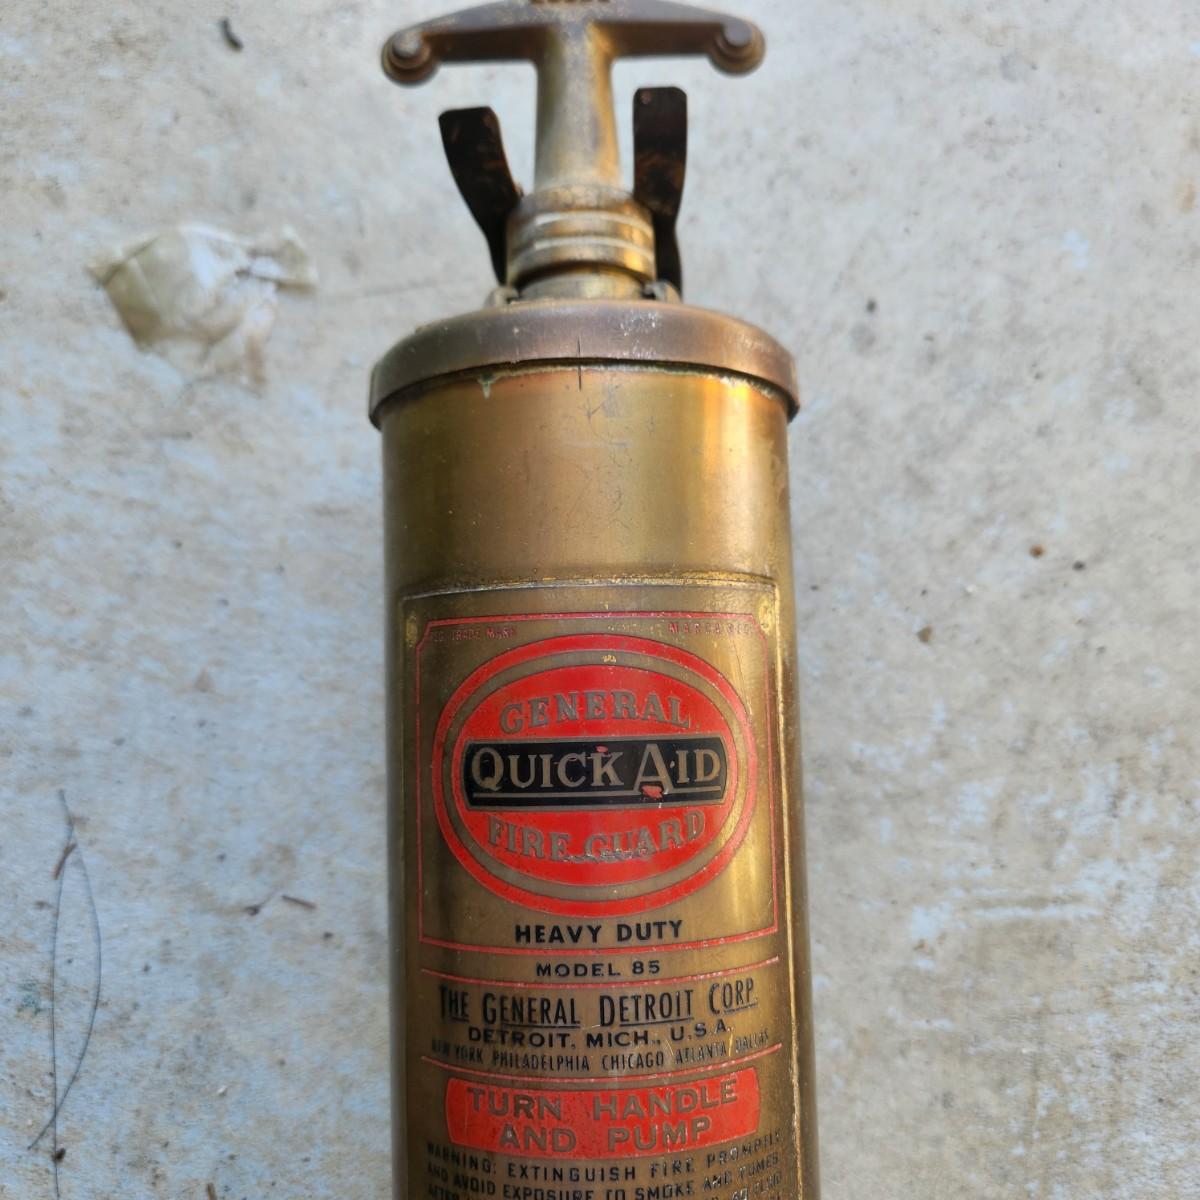 REG. TRADE MARK MARCA REG.
GENERAL
QUICK AID
FIRE GUARD
HEAVY DUTY
MODEL 85
THE GENERAL DETROIT CORP.
DETROIT, MICH., U.S.A.
NEW YORK PHILADELPHIA CHICAGO ATLANTA DALLAS
TURN HANDLE
AND PUMP
WARNING: EXTINGUISH FIRE PROMPTLY
AND AVOID EXPOSURE TO SMOKE AND FUMES